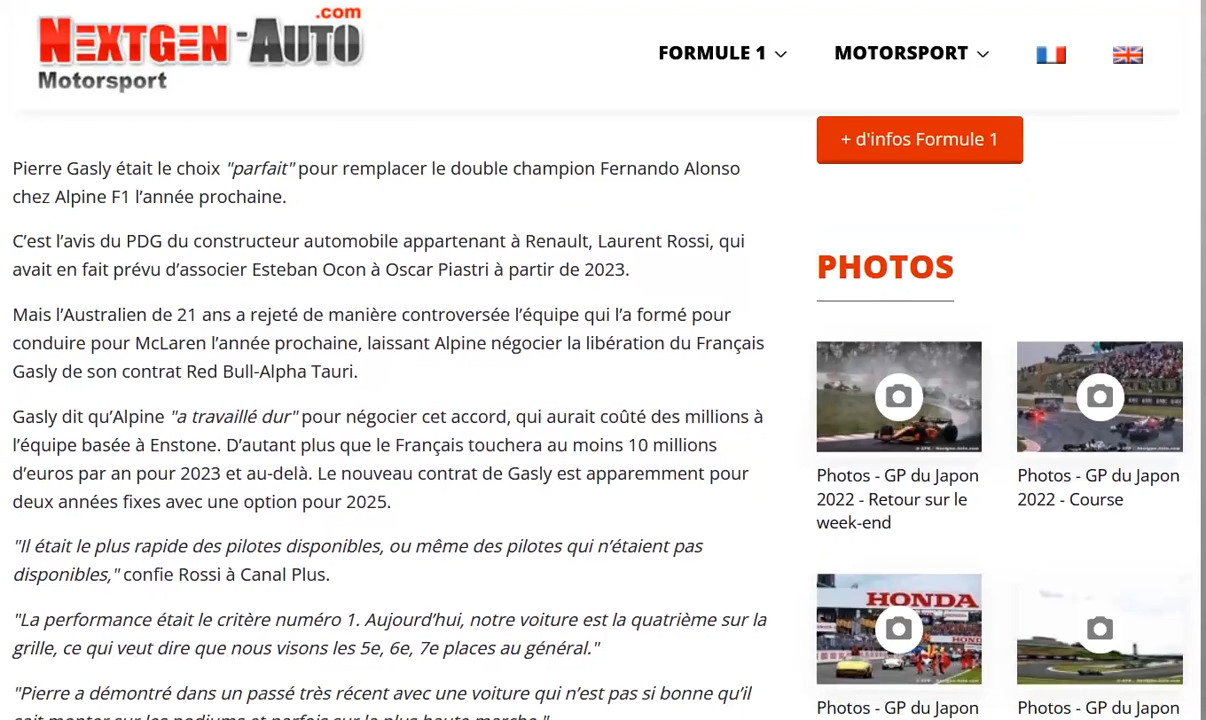 .com
NEXTGEN-AUTO
Motorsport
FORMULE 1
MOTORSPORT
Pierre Gasly était le choix "parfait" pour remplacer le double champion Fernando Alonso
chez Alpine F1 l’année prochaine.
C’est l’avis du PDG du constructeur automobile appartenant à Renault, Laurent Rossi, qui
avait en fait prévu d’associer Esteban Ocon à Oscar Piastri à partir de 2023.
Mais l’Australien de 21 ans a rejeté de manière controversée l’équipe qui l’a formé pour
conduire pour McLaren l’année prochaine, laissant Alpine négocier la libération du Français
Gasly de son contrat Red Bull-Alpha Tauri.
Gasly dit qu’Alpine "a travaillé dur" pour négocier cet accord, qui aurait coûté des millions à
l’équipe basée à Enstone. D’autant plus que le Français touchera au moins 10 millions
d’euros par an pour 2023 et au-delà. Le nouveau contrat de Gasly est apparemment pour
deux années fixes avec une option pour 2025.
"Il était le plus rapide des pilotes disponibles, ou même des pilotes qui n’étaient pas
disponibles," confie Rossi à Canal Plus.
"La performance était le critère numéro 1. Aujourd’hui, notre voiture est la quatrième sur la
grille, ce qui veut dire que nous visons les 5e, 6e, 7e places au général."
"Pierre a démontré dans un passé très récent avec une voiture qui n’est pas si bonne qu’il
sait monter sur les podiums et parfois sur la plus haute marche."
+ d'infos Formule 1
PHOTOS
Photos - GP du Japon
2022 - Retour sur le
week-end
Photos - GP du Japon
2022 - Course
HONDA
Photos - GP du Japon
Photos - GP du Japon